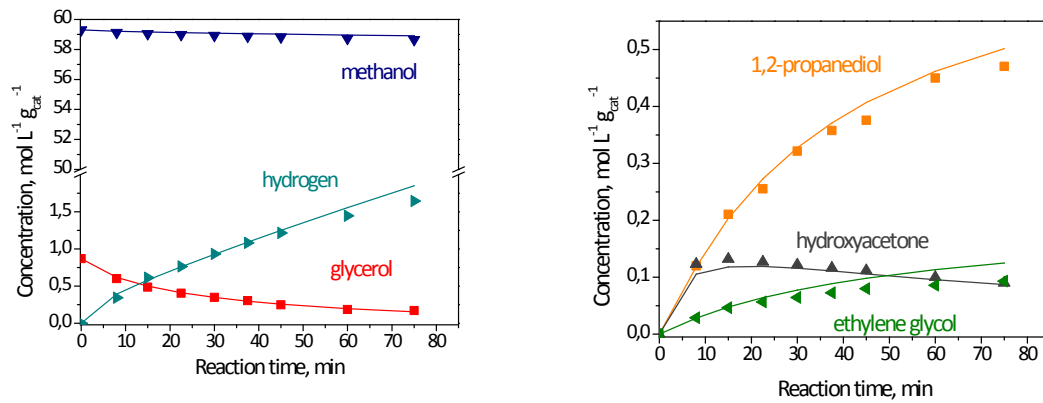 60
58
56
54
52
50
1,5
1,0
0,5
0,0
Concentration, mol L⁻¹ g_cat⁻¹
methanol
hydrogen
glycerol
0 10 20 30 40 50 60 70 80
Reaction time, min
0,5
0,4
0,3
0,2
0,1
0,0
Concentration, mol L⁻¹ g_cat⁻¹
1,2-propanediol
hydroxyacetone
ethylene glycol
0 10 20 30 40 50 60 70 80
Reaction time, min